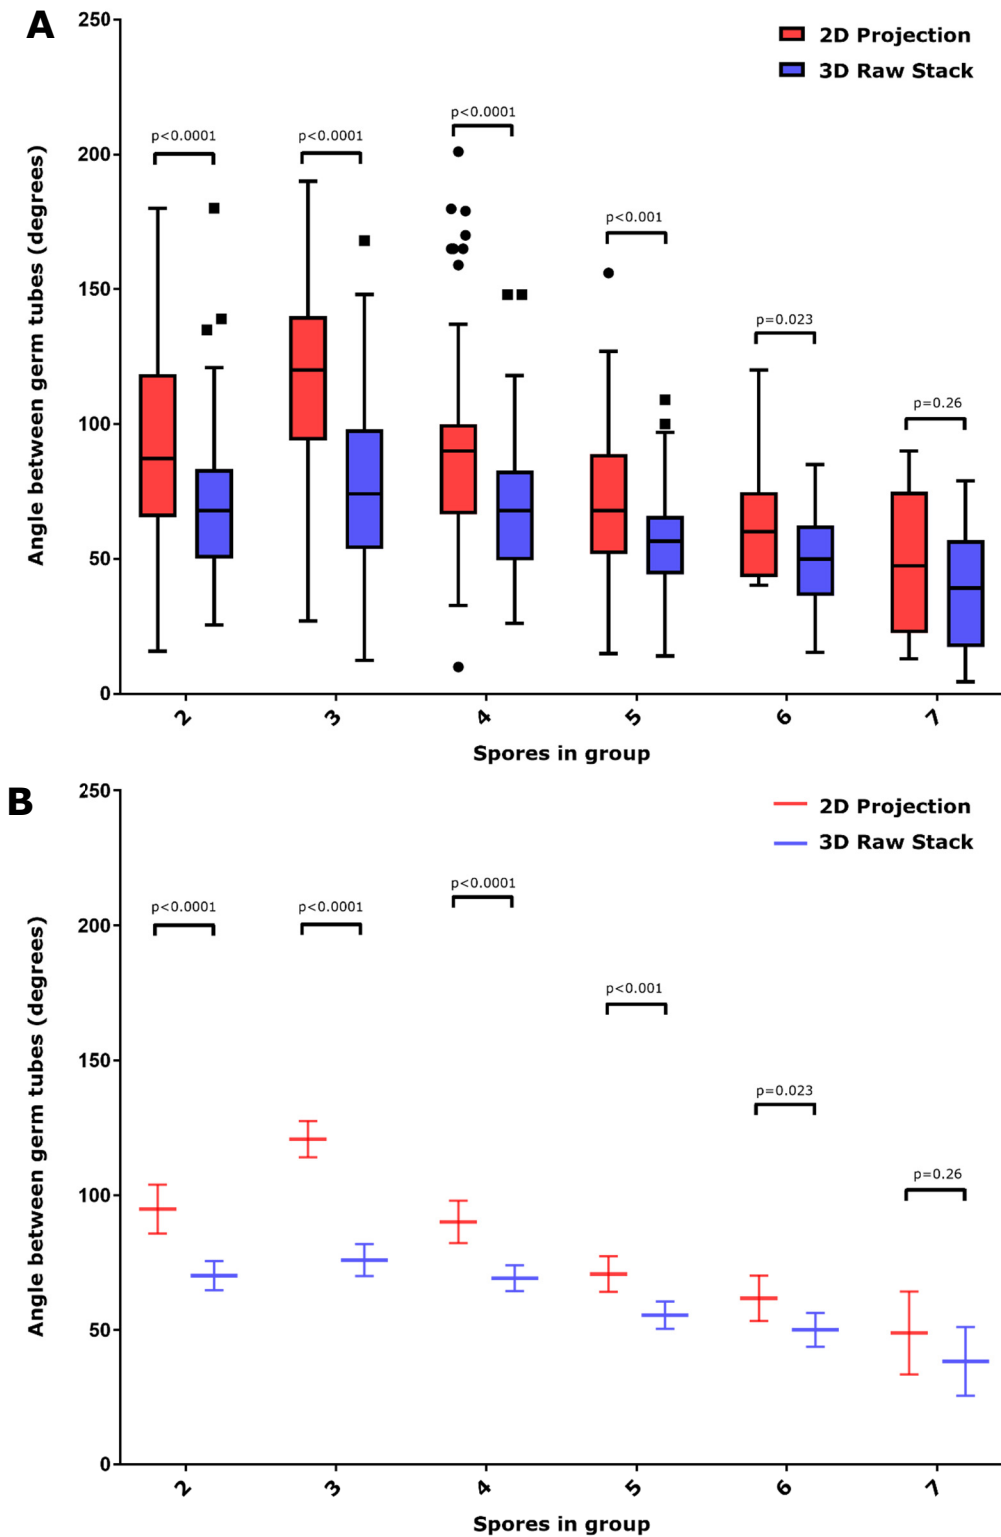 A
250
200
150
100
50
0
Angle between germ tubes (degrees)
2D Projection
3D Raw Stack
p<0.0001
p<0.0001
p<0.0001
p<0.001
p=0.023
p=0.26
2
3
4
5
6
7
Spores in group
B
250
200
150
100
50
0
Angle between germ tubes (degrees)
2D Projection
3D Raw Stack
p<0.0001
p<0.0001
p<0.0001
p<0.001
p=0.023
p=0.26
2
3
4
5
6
7
Spores in group